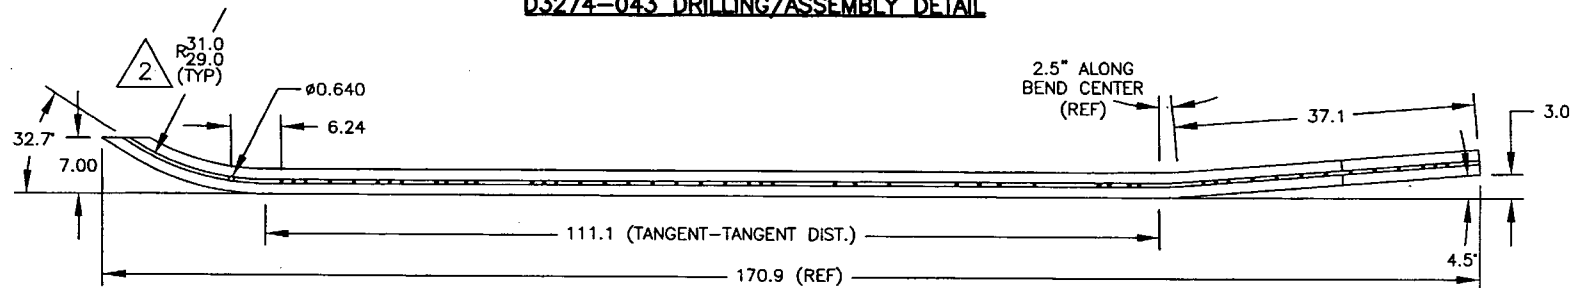 D3274-043 DRILLING/ASSEMBLY DETAIL
R31.0
29.0
(TYP)
2
ø0.640
6.24
2.5" ALONG
BEND CENTER
(REF)
37.1
3.0
32.7°
7.00
111.1 (TANGENT-TANGENT DIST.)
4.5°
170.9 (REF)